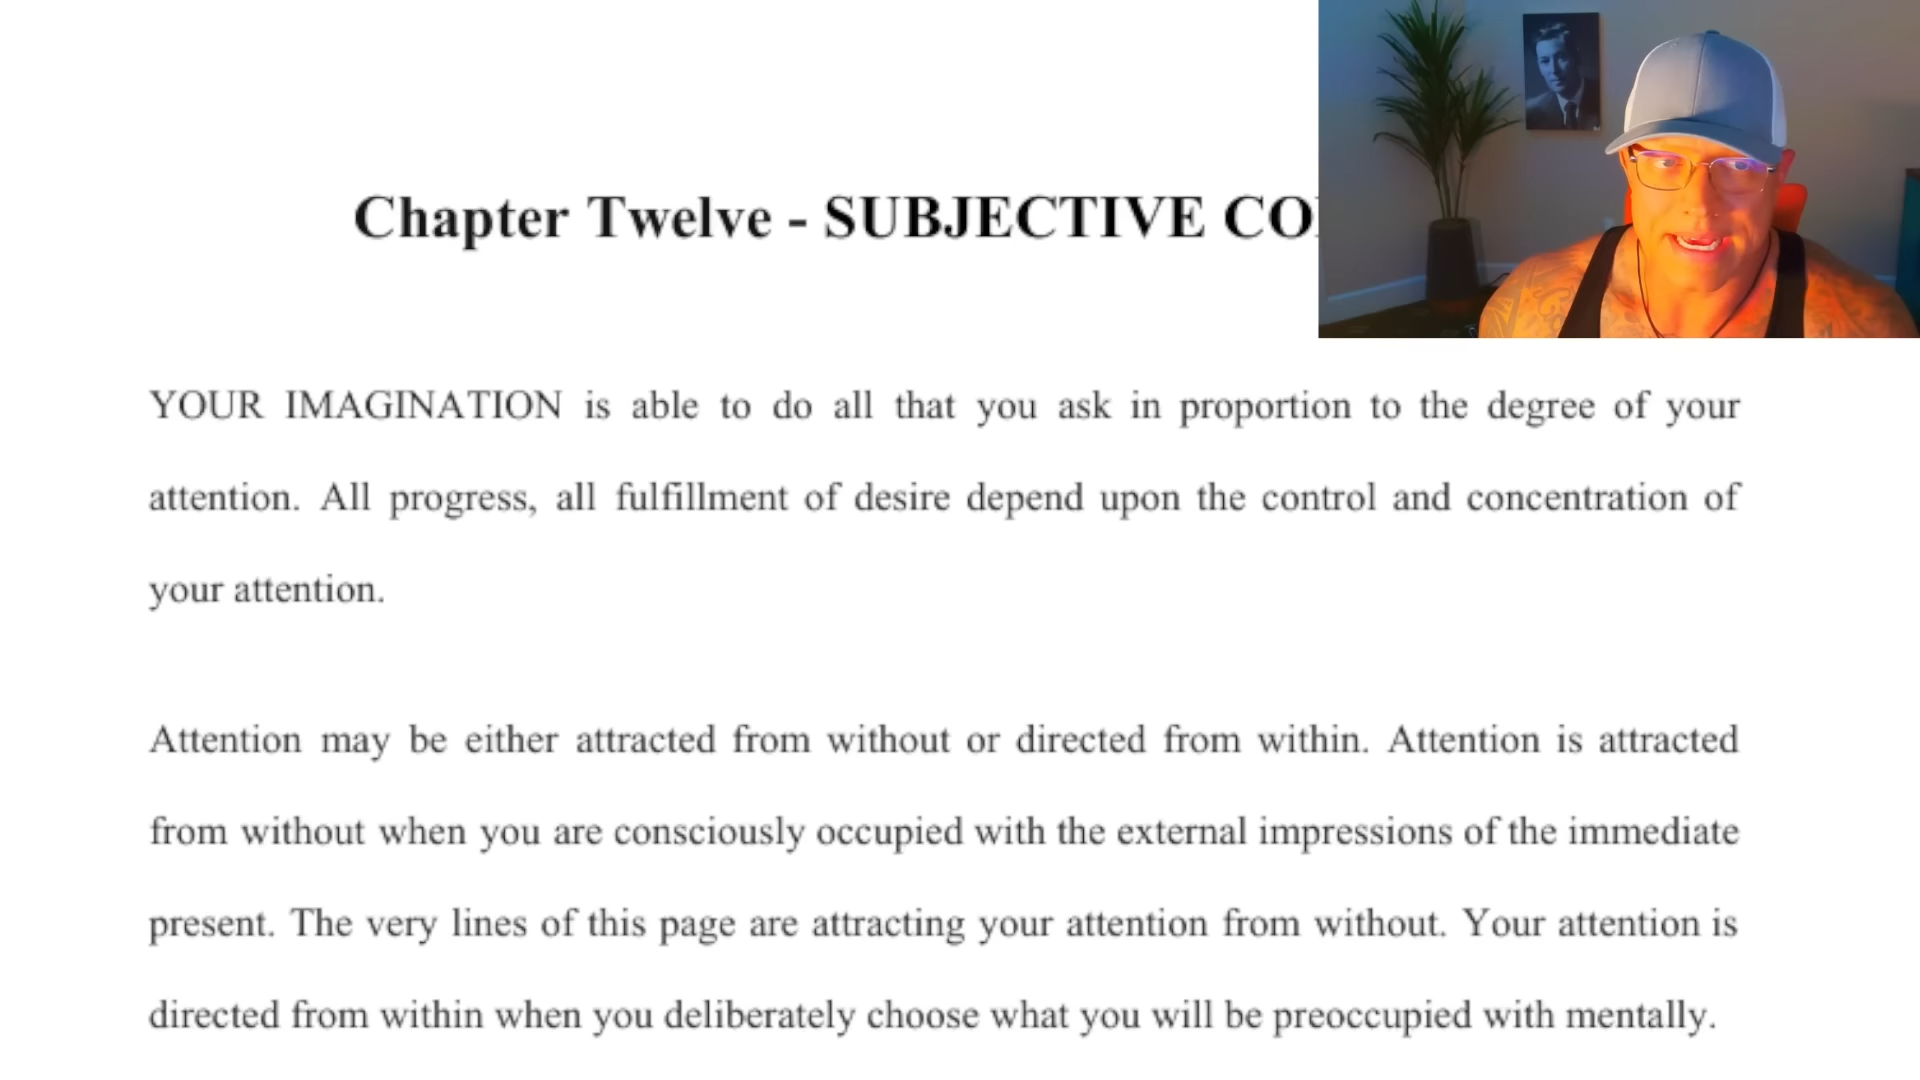 Chapter Twelve - SUBJECTIVE
YOUR IMAGINATION is able to do all that you ask in proportion to the degree of your
attention. All progress, all fulfillment of desire depend upon the control and concentration of
your attention.
Attention may be either attracted from without or directed from within. Attention is attracted
from without when you are consciously occupied with the external impressions of the immediate
present. The very lines of this page are attracting your attention from without. Your attention is
directed from within when you deliberately choose what you will be preoccupied with mentally.